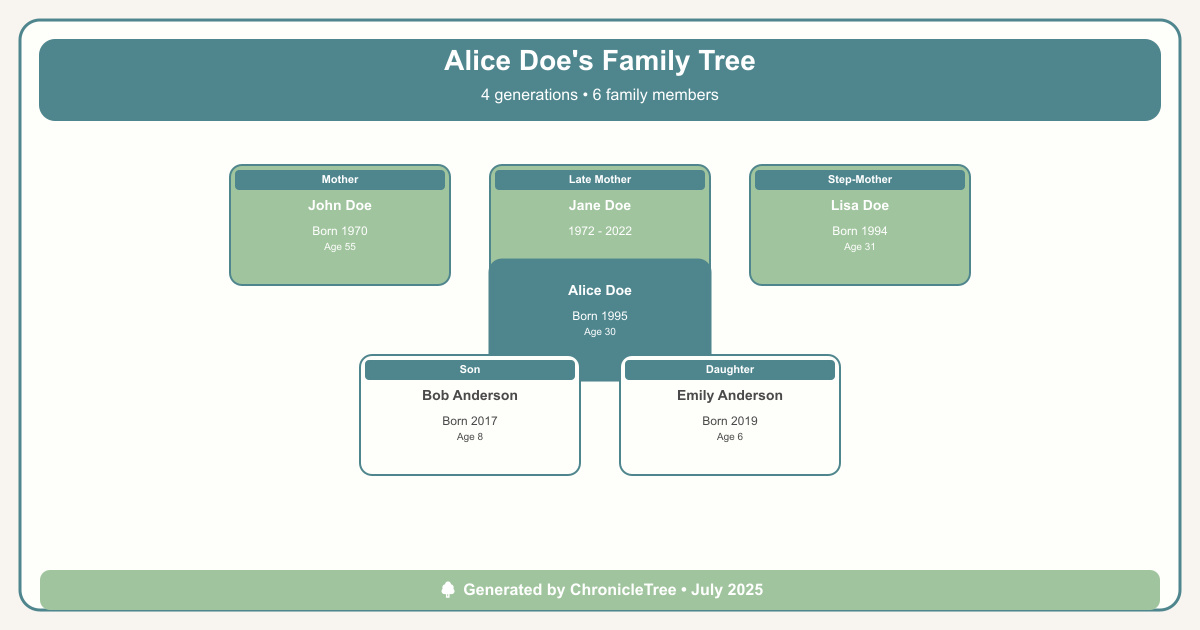 Alice Doe's Family Tree
4 generations • 6 family members
Mother
John Doe
Born 1970
Age 55
Late Mother
Jane Doe
1972 - 2022
Step-Mother
Lisa Doe
Born 1994
Age 31
Alice Doe
Born 1995
Age 30
Son
Bob Anderson
Born 2017
Age 8
Daughter
Emily Anderson
Born 2019
Age 6
Generated by ChronicleTree • July 2025